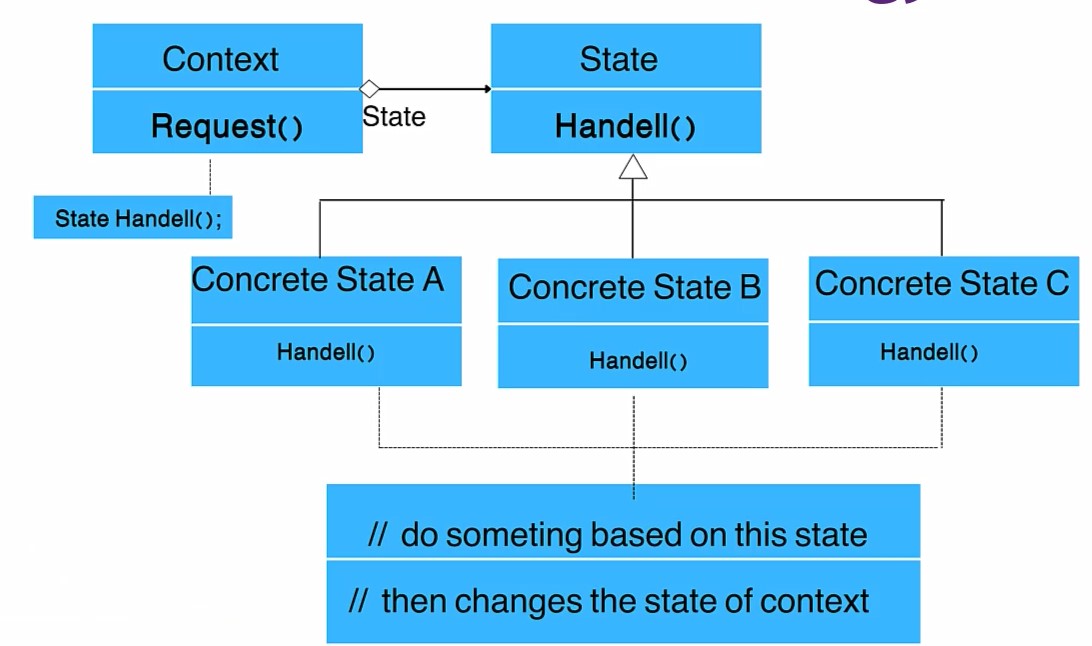 Context
State
Request()
State
Handell()
State Handell();
Concrete State A
Concrete State B
Concrete State C
Handell()
Handell()
Handell()
// do someting based on this state
// then changes the state of context